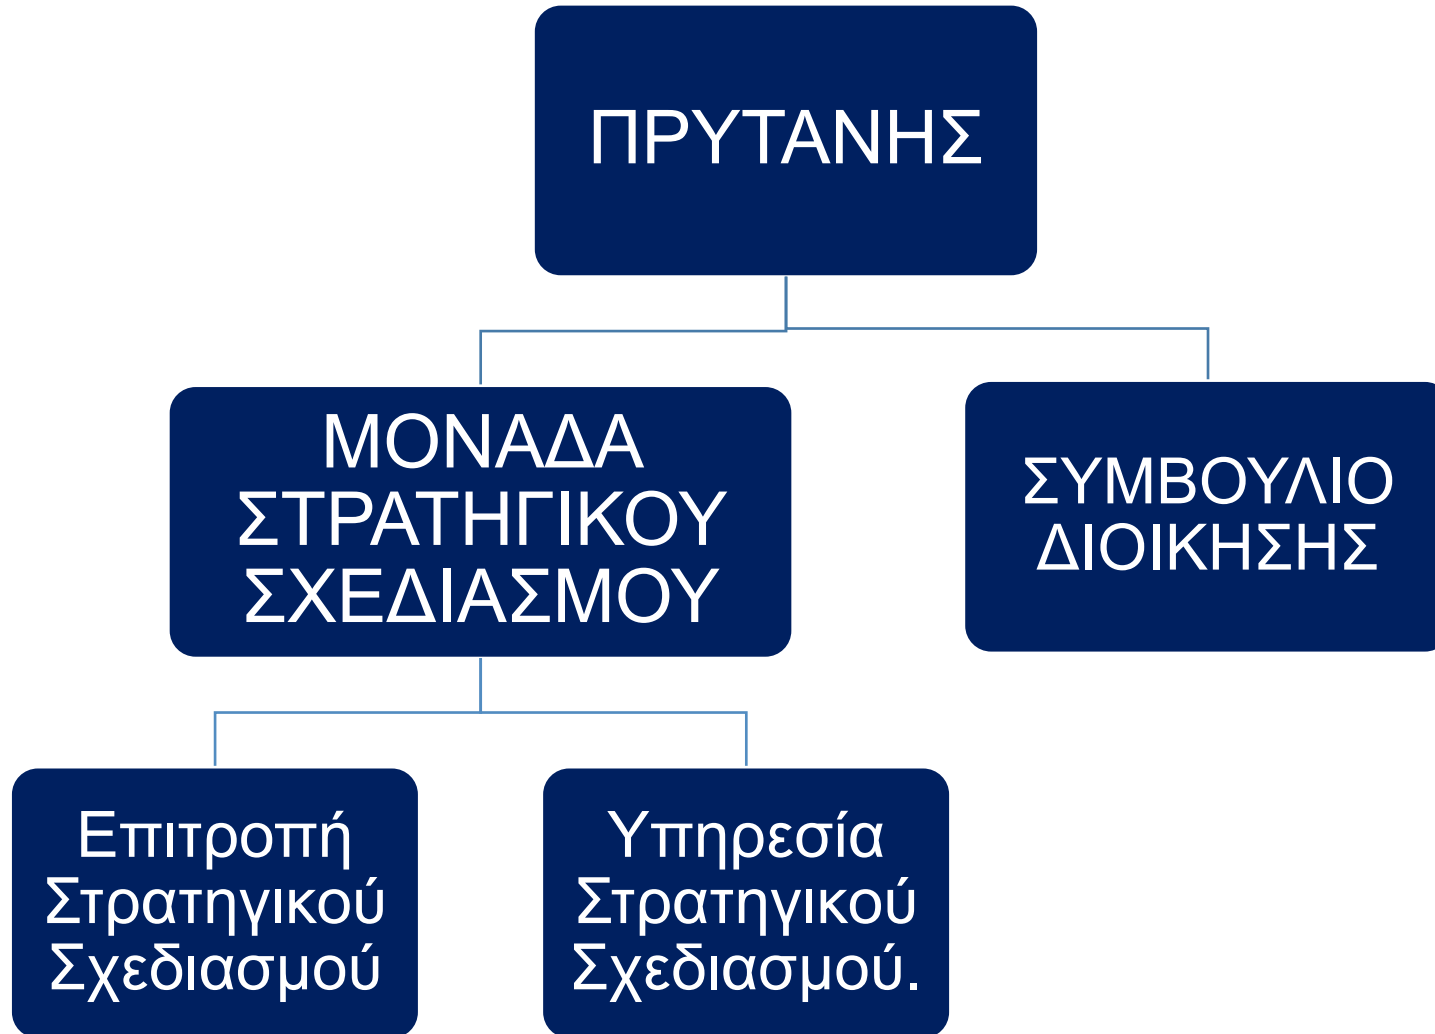 ΠΡΥΤΑΝΗΣ
ΜΟΝΑΔΑ
ΣΤΡΑΤΗΓΙΚΟΥ
ΣΧΕΔΙΑΣΜΟΥ
ΣΥΜΒΟΥΛΙΟ
ΔΙΟΙΚΗΣΗΣ
Επιτροπή
Στρατηγικού
Σχεδιασμού
Υπηρεσία
Στρατηγικού
Σχεδιασμού.